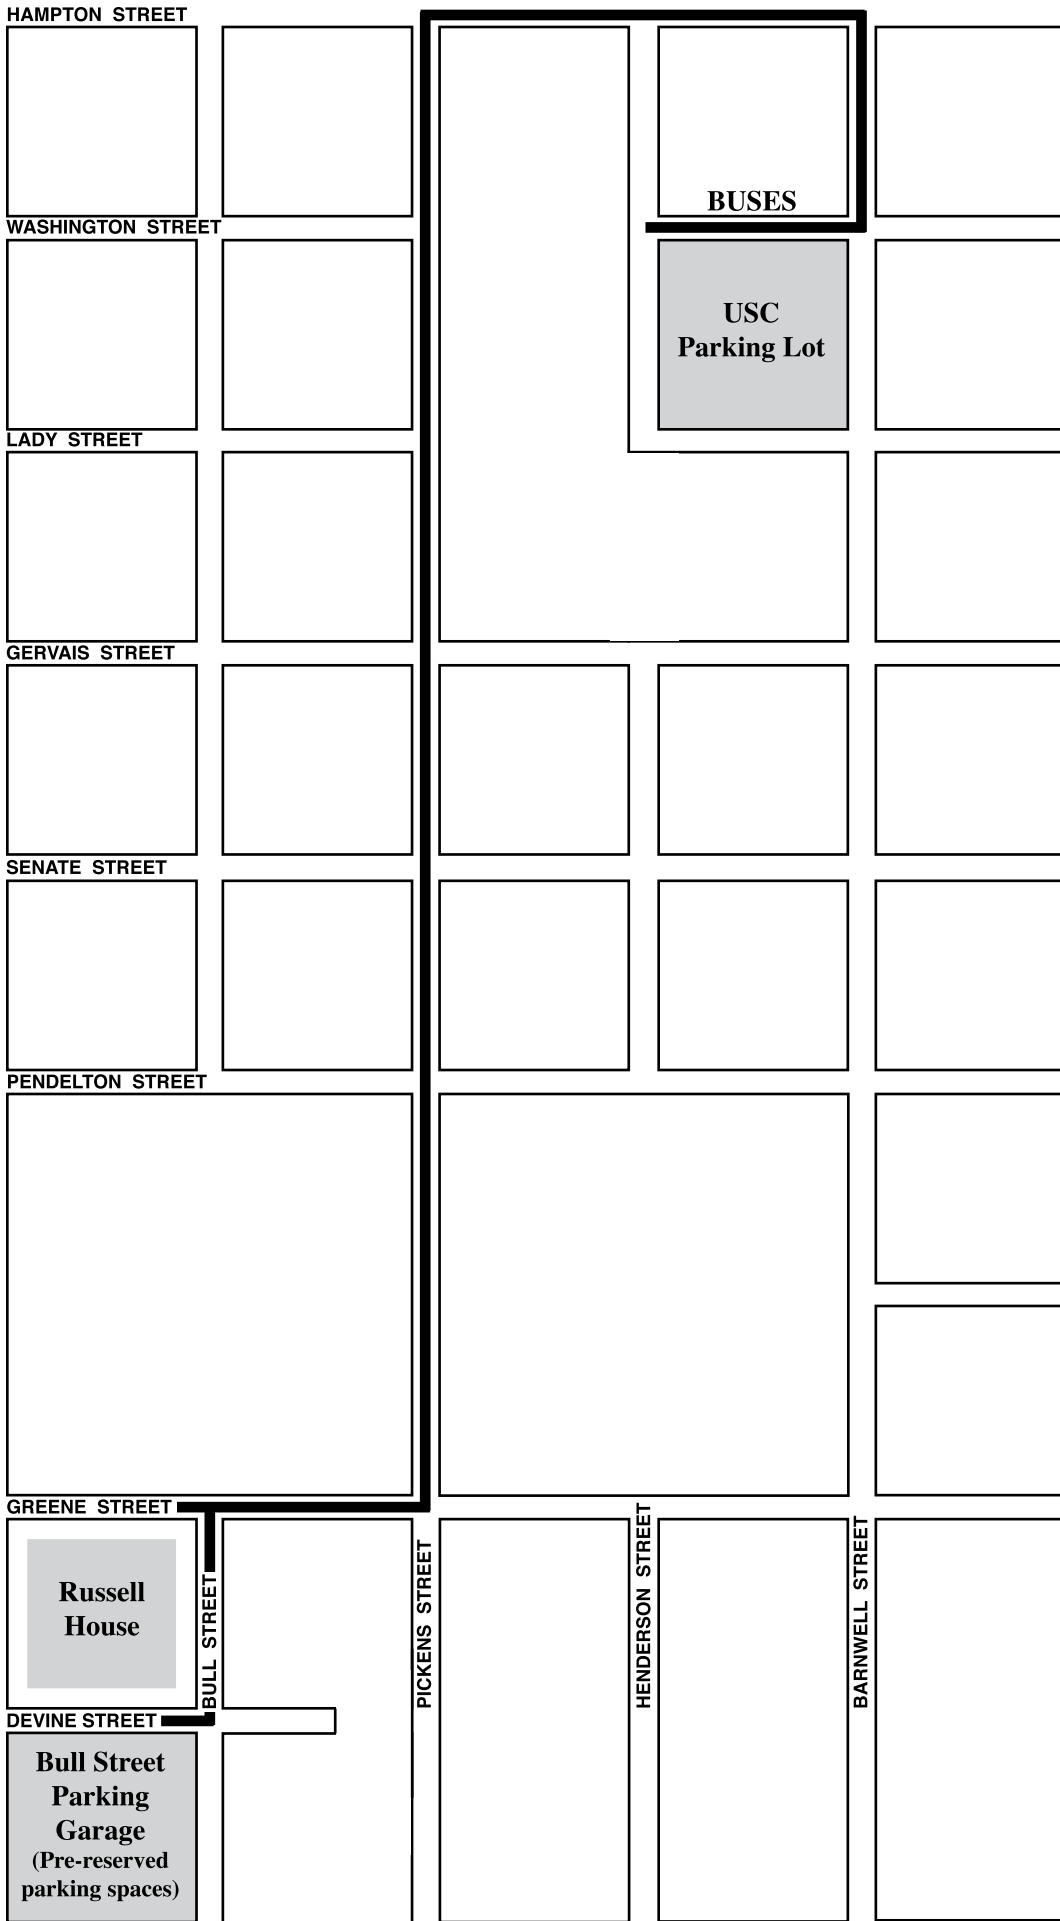 HAMPTON STREET
BUSES
WASHINGTON STREET
USC
Parking Lot
LADY STREET
GERVAIS STREET
SENATE STREET
PENDELTON STREET
GREENE STREET
Russell
House
BULL STREET
PICKENS STREET
HENDERSON STREET
BARNWELL STREET
DEVINE STREET
Bull Street
Parking
Garage
(Pre-reserved
parking spaces)